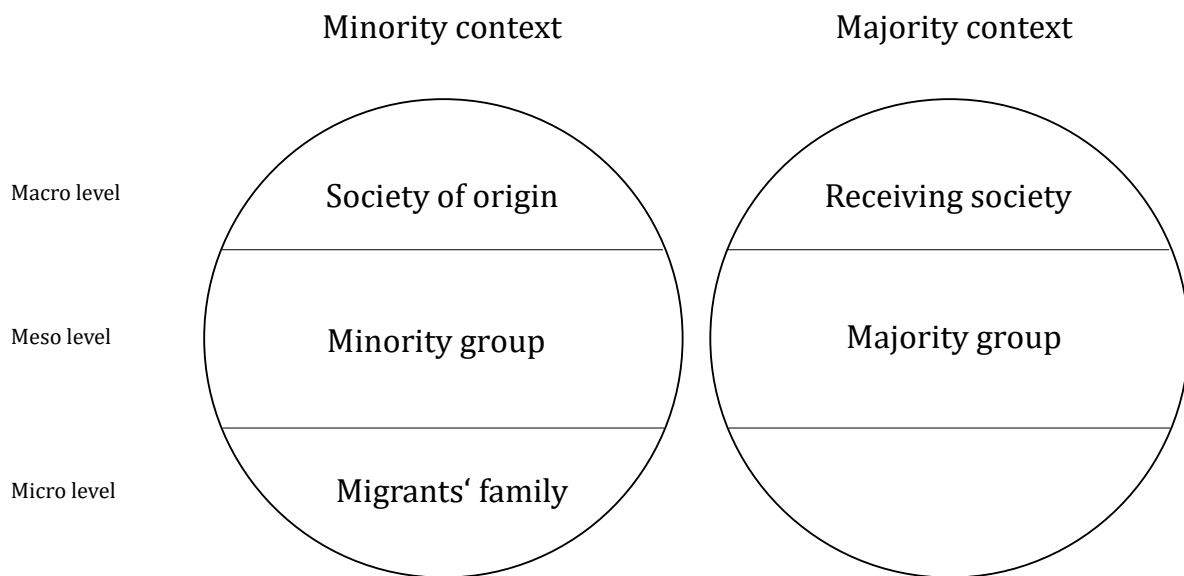 Minority context
Majority context
Macro level
Society of origin
Receiving society
Meso level
Minority group
Majority group
Micro level
Migrants‘ family